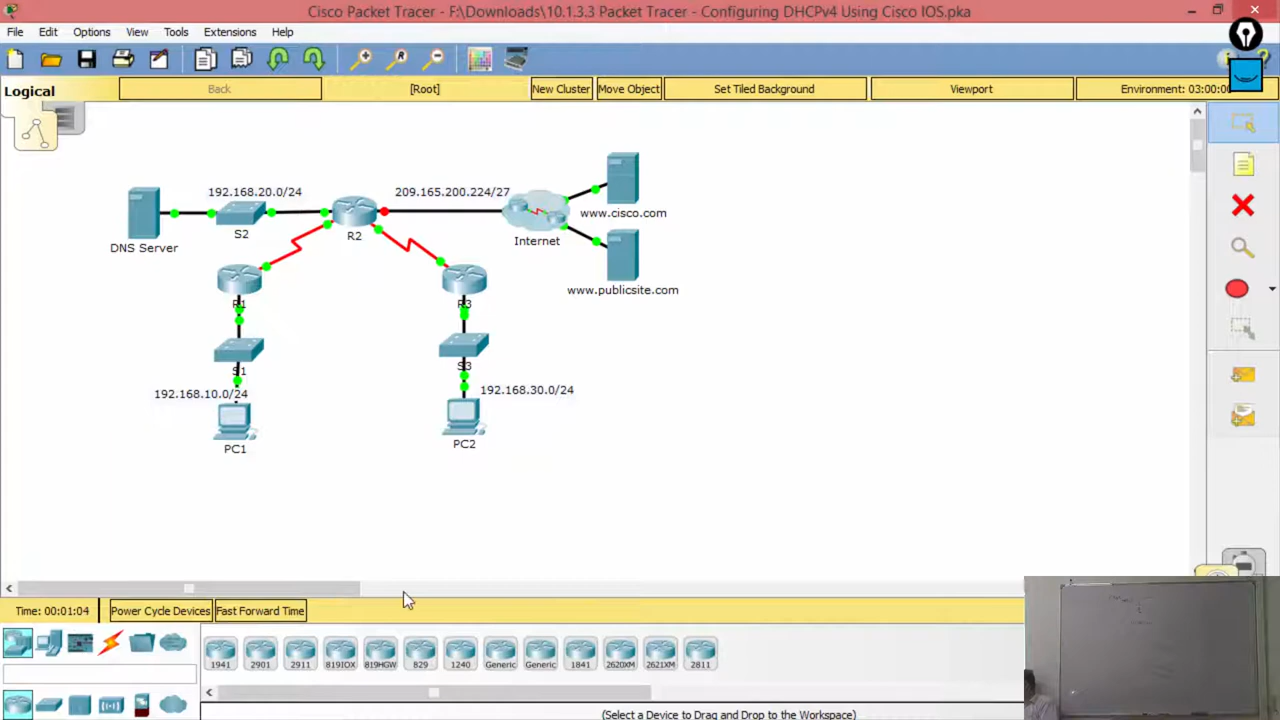 Cisco Packet Tracer - F:\Downloads\10.1.3.3 Packet Tracer - Configuring DHCPv4 Using Cisco IOS.pka
File Edit Options View Tools Extensions Help
Logical Back [Root] New Cluster Move Object Set Tiled Background Viewport Environment: 03:00:00
192.168.20.0/24 209.165.200.224/27
www.cisco.com
S2 R2 Internet
DNS Server
www.publicsite.com
R1 R3
S1 S3
192.168.10.0/24 192.168.30.0/24
PC1 PC2
Time: 00:01:04 Power Cycle Devices Fast Forward Time
1941 2901 2911 819IOX 819HGW 829 1240 Generic Generic 1841 2620XM 2621XM 2811
(Select a Device to Drag and Drop to the Workspace)